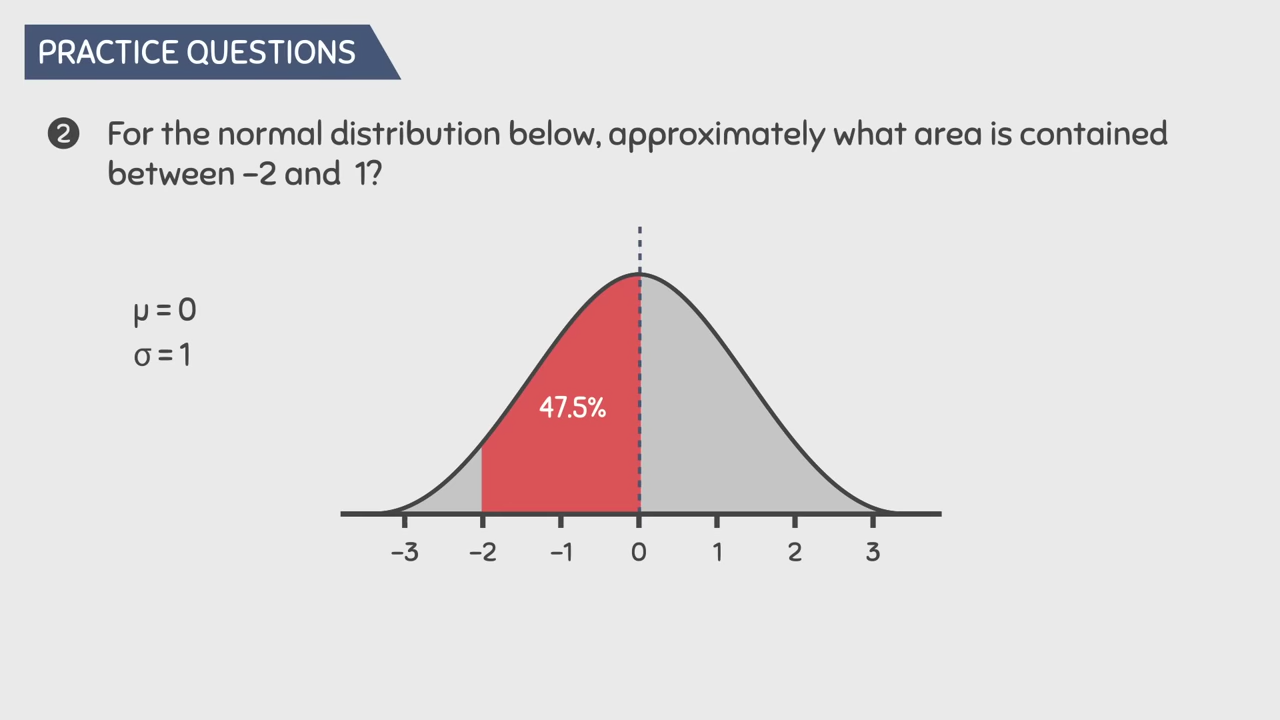 PRACTICE QUESTIONS
2 For the normal distribution below, approximately what area is contained
between –2 and 1?
μ = 0
σ = 1
47.5%
–3 –2 –1 0 1 2 3